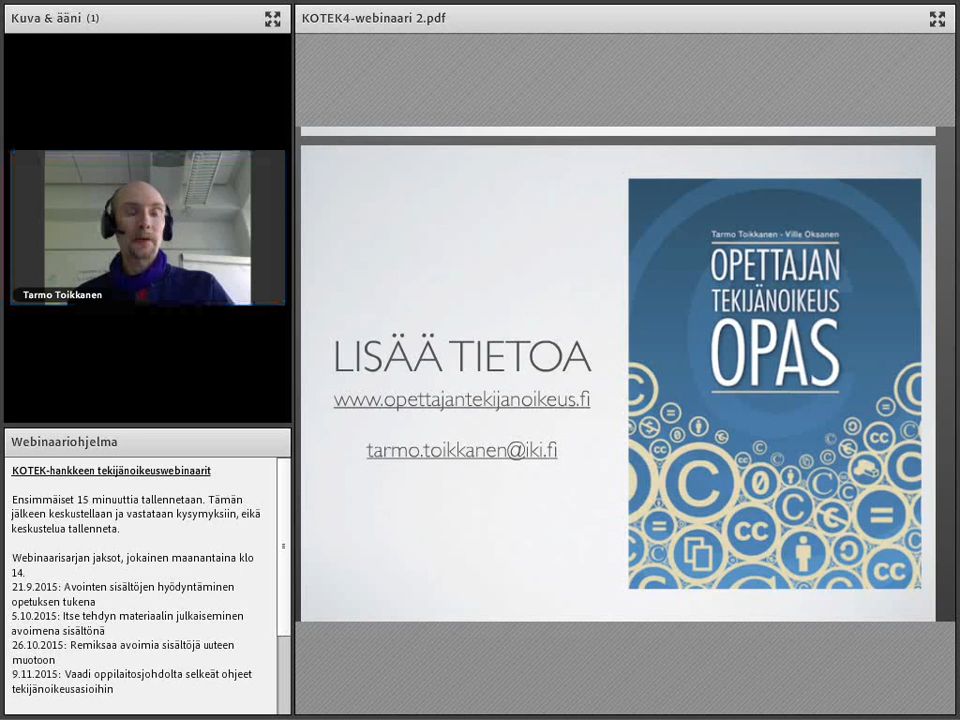 Kuva & ääni (1)
Tarmo Toikkanen
Webinaariohjelma
KOTEK-hankkeen tekijänoikeuswebinaarit
Ensimmäiset 15 minuuttia tallennetaan. Tämän
jälkeen keskustellaan ja vastataan kysymyksiin, eikä
keskustelua tallenneta.
Webinaarisarjan jaksot, jokainen maanantaina klo
14.
21.9.2015: Avointen sisältöjen hyödyntäminen
opetuksen tukena
5.10.2015: Itse tehdyn materiaalin julkaiseminen
avoimena sisältönä
26.10.2015: Remiksaa avoimia sisältöjä uuteen
muotoon
9.11.2015: Vaadi oppilaitosjohdolta selkeät ohjeet
tekijänoikeusasioihin
KOTEK4-webinaari 2.pdf
LISÄÄ TIETOA
www.opettajantekijanoikeus.fi
tarmo.toikkanen@iki.fi
Tarmo Toikkanen - Ville Oksanen
OPETTAJAN
TEKIJÄNOIKEUS
OPAS